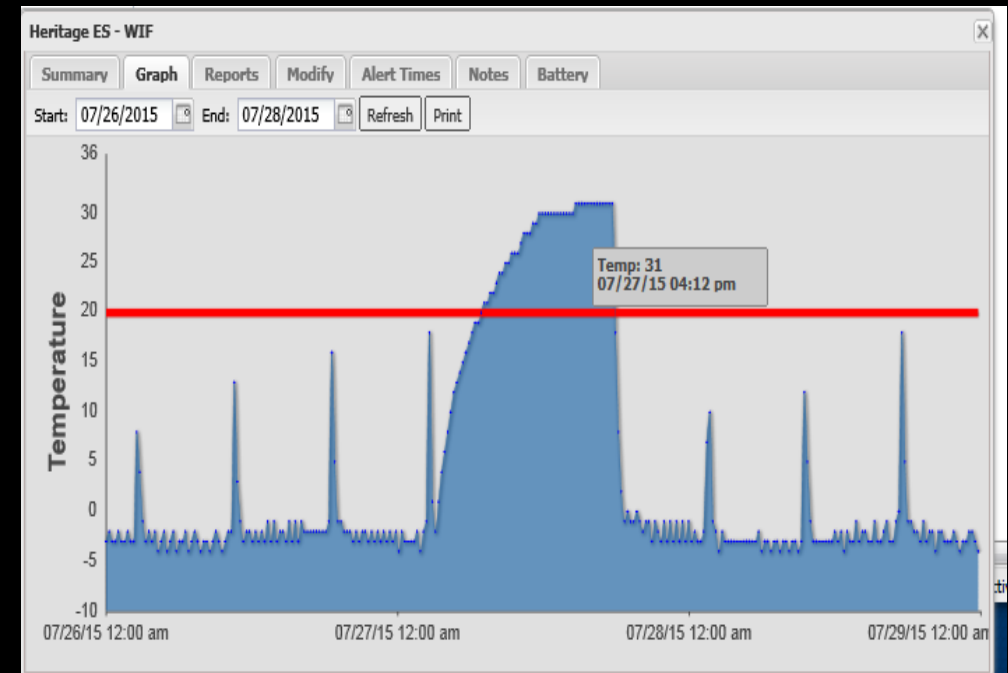 Heritage ES - WIF
Summary Graph Reports Modify Alert Times Notes Battery
Start: 07/26/2015 End: 07/28/2015 Refresh Print
36
30
25
20
15
10
5
0
-5
-10
Temperature
Temp: 31
07/27/15 04:12 pm
07/26/15 12:00 am 07/27/15 12:00 am 07/28/15 12:00 am 07/29/15 12:00 am